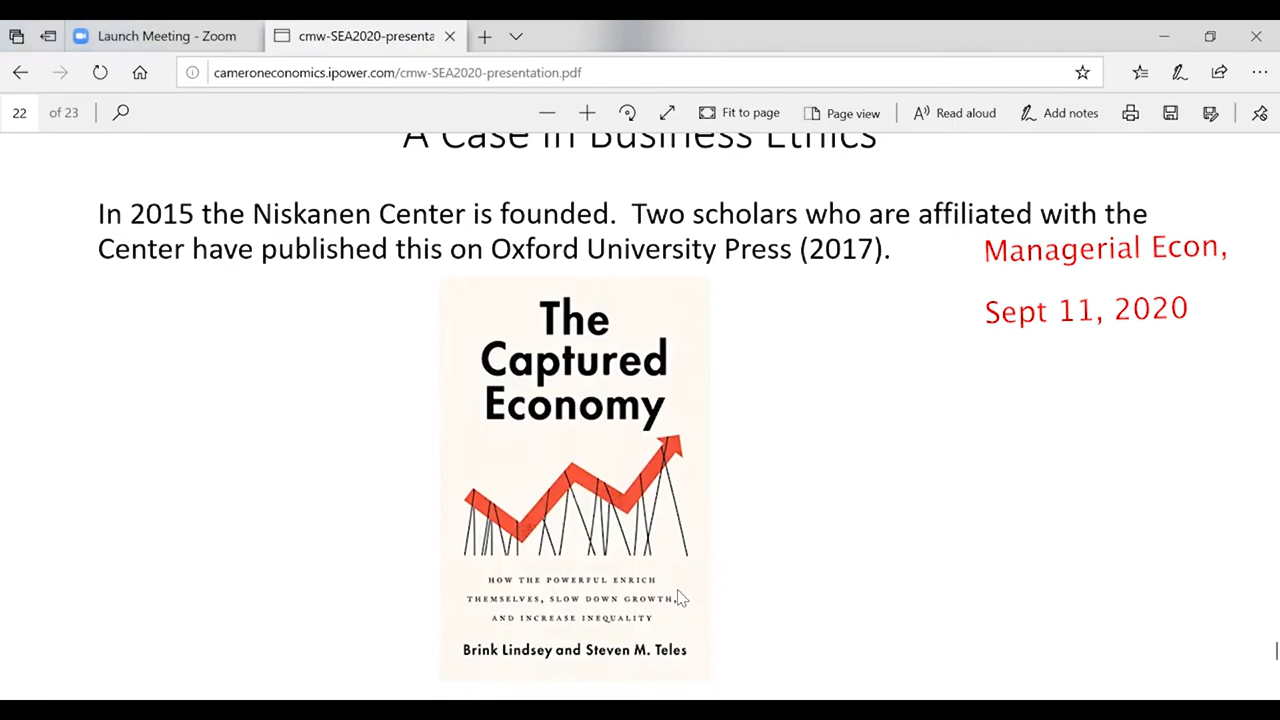 Launch Meeting - Zoom
cmw-SEA2020-presenta
cameroneconomics.ipower.com/cmw-SEA2020-presentation.pdf
22 of 23
Fit to page
Page view
Read aloud
Add notes
A Case in Business Ethics
In 2015 the Niskanen Center is founded. Two scholars who are affiliated with the
Center have published this on Oxford University Press (2017).
Managerial Econ,
Sept 11, 2020
The
Captured
Economy
HOW THE POWERFUL ENRICH
THEMSELVES, SLOW DOWN GROWTH,
AND INCREASE INEQUALITY
Brink Lindsey and Steven M. Teles